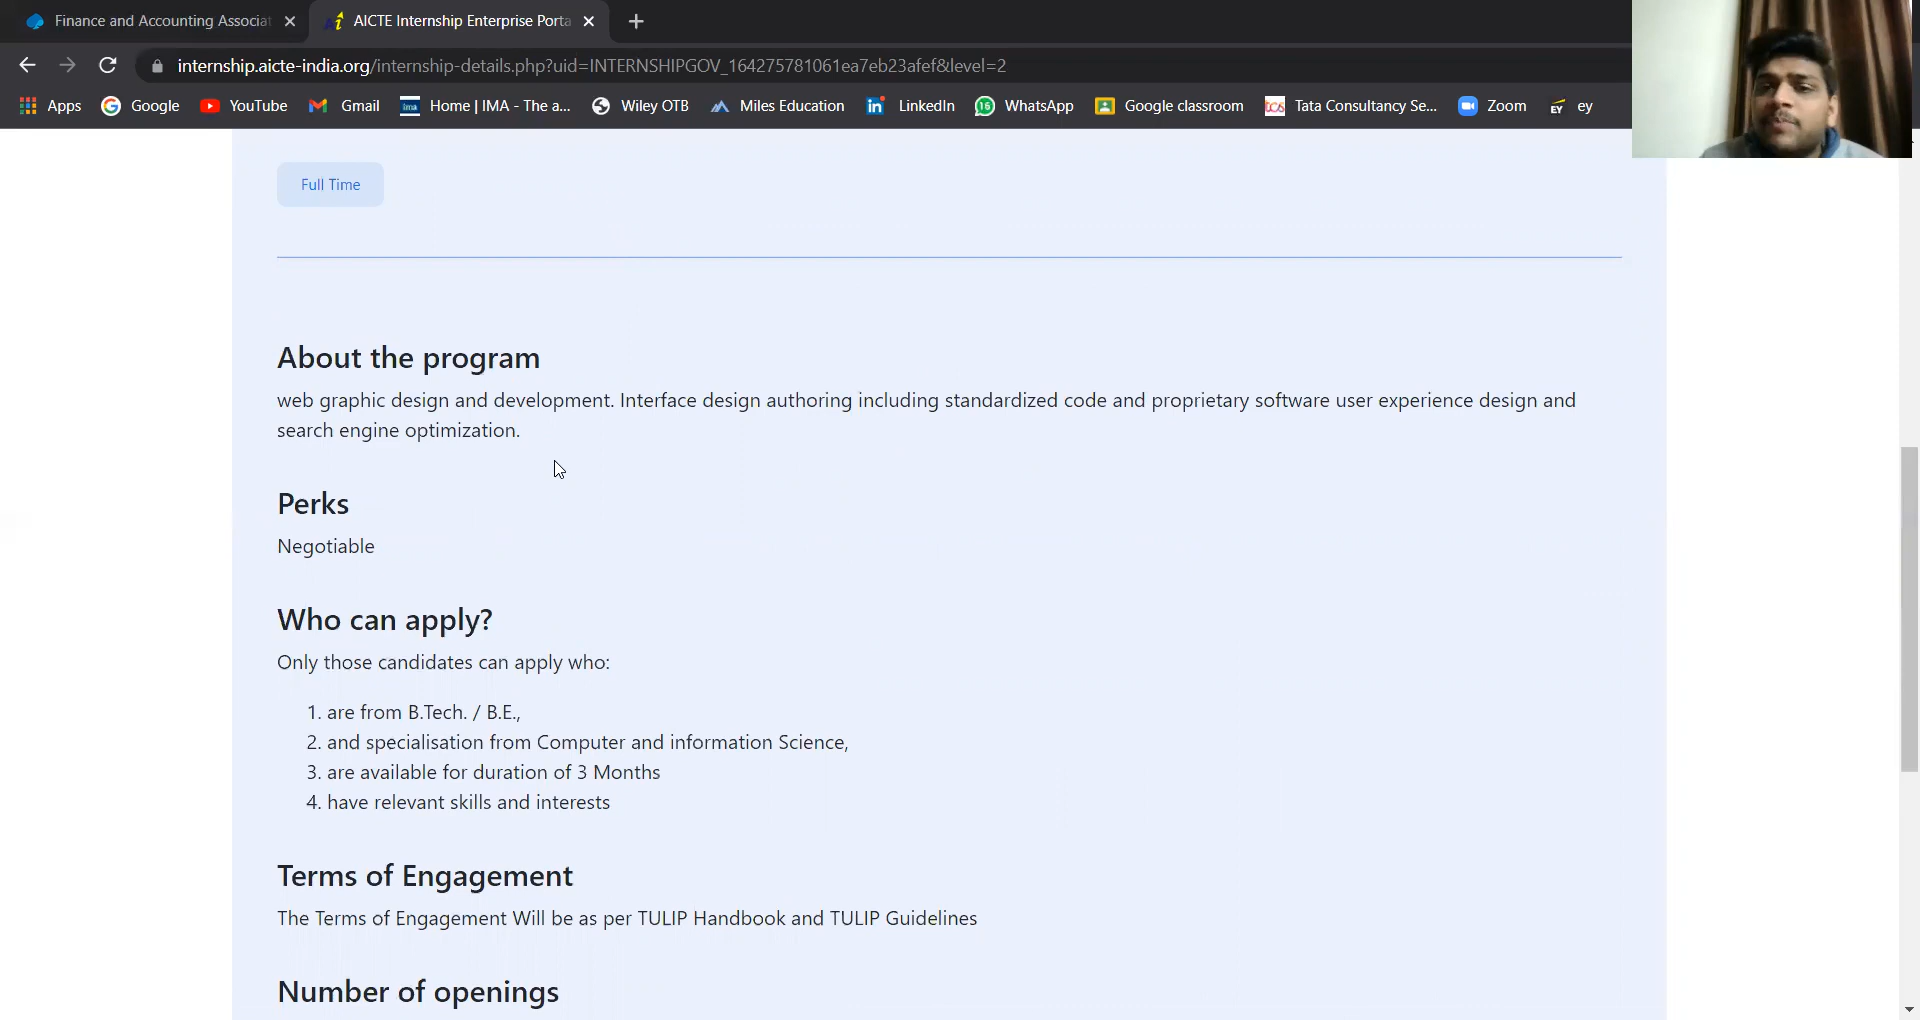 Finance and Accounting Associat
AICTE Internship Enterprise Porta
internship.aicte-india.org/internship-details.php?uid=INTERNSHIPGOV_164275781061ea7eb23afef&level=2
Apps Google YouTube Gmail ima Home | IMA - The a... Wiley OTB Miles Education in LinkedIn 16 WhatsApp Google classroom tcs Tata Consultancy Se... Zoom EY ey
Full Time
About the program
web graphic design and development. Interface design authoring including standardized code and proprietary software user experience design and
search engine optimization.
Perks
Negotiable
Who can apply?
Only those candidates can apply who:
1. are from B.Tech. / B.E.,
2. and specialisation from Computer and information Science,
3. are available for duration of 3 Months
4. have relevant skills and interests
Terms of Engagement
The Terms of Engagement Will be as per TULIP Handbook and TULIP Guidelines
Number of openings